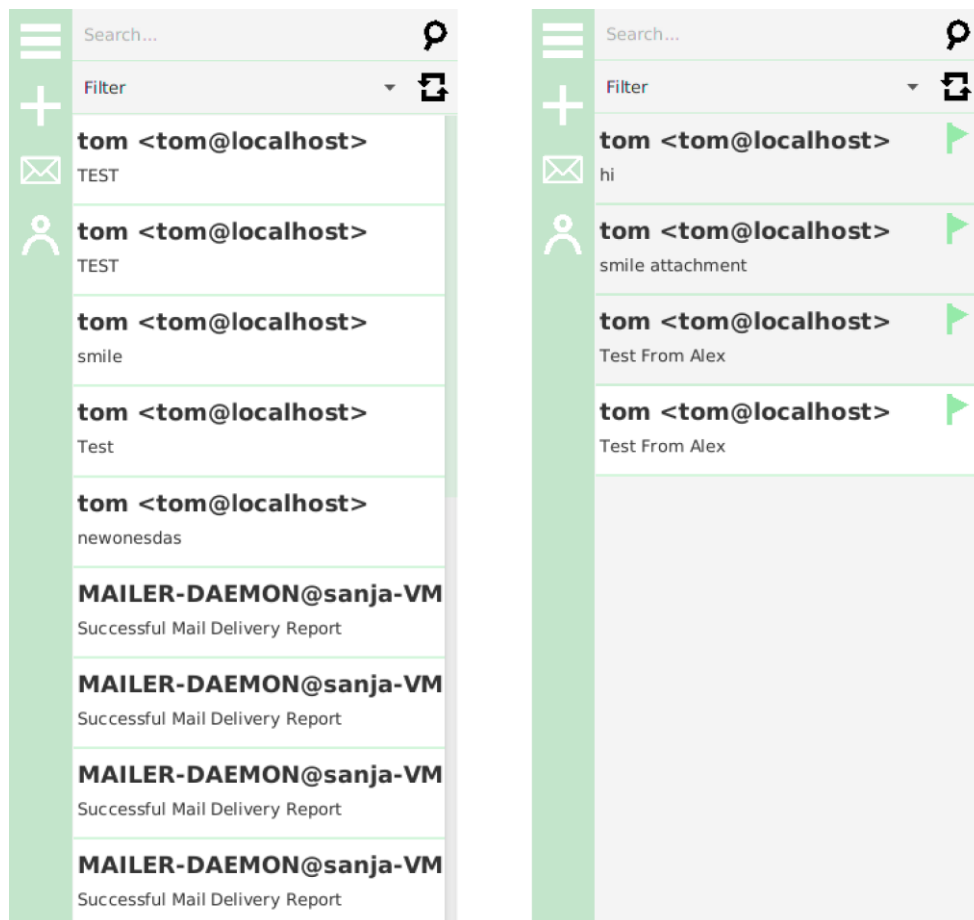 Search...
Filter
tom <tom@localhost>
TEST
tom <tom@localhost>
TEST
tom <tom@localhost>
smile
tom <tom@localhost>
Test
tom <tom@localhost>
newonesdas
MAILER-DAEMON@sanja-VM
Successful Mail Delivery Report
MAILER-DAEMON@sanja-VM
Successful Mail Delivery Report
MAILER-DAEMON@sanja-VM
Successful Mail Delivery Report
MAILER-DAEMON@sanja-VM
Successful Mail Delivery Report
Search...
Filter
tom <tom@localhost>
hi
tom <tom@localhost>
smile attachment
tom <tom@localhost>
Test From Alex
tom <tom@localhost>
Test From Alex